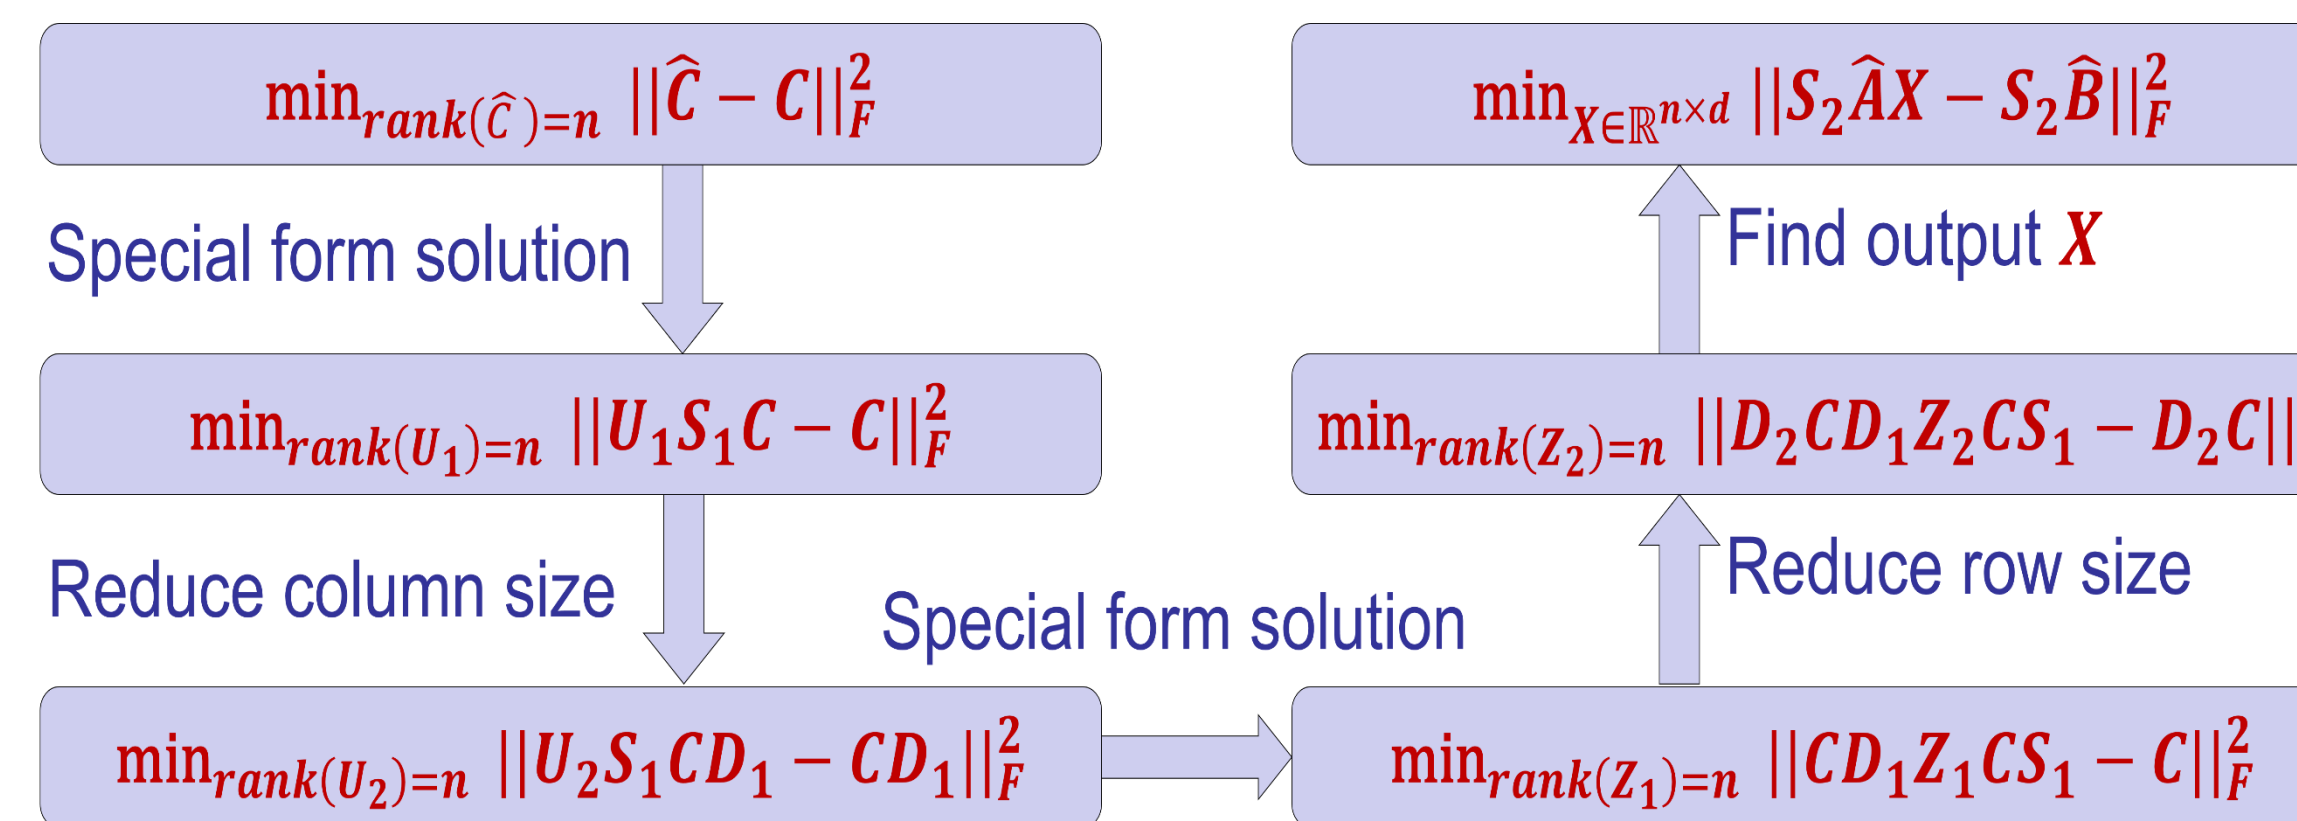 min_{rank(Ĉ)=n} ||Ĉ − C||_F^2
Special form solution
min_{rank(U_1)=n} ||U_1S_1C − C||_F^2
Reduce column size
min_{rank(U_2)=n} ||U_2S_1CD_1 − CD_1||_F^2
Special form solution
min_{rank(Z_1)=n} ||CD_1Z_1CS_1 − C||_F^2
Reduce row size
min_{rank(Z_2)=n} ||D_2CD_1Z_2CS_1 − D_2C||
Find output X
min_{X∈ℝ^{n×d}} ||S_2ÂX − S_2B̂||_F^2